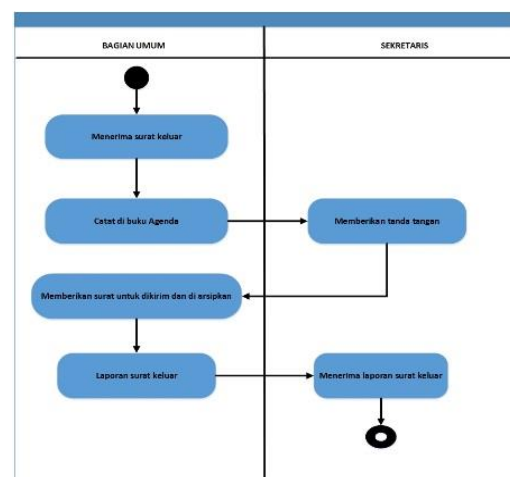 BAGIAN UMUM
SEKRETARIS
Menerima surat keluar
Catat di buku Agenda
Memberikan tanda tangan
Memberikan surat untuk dikirim dan di arsipkan
Laporan surat keluar
Menerima laporan surat keluar